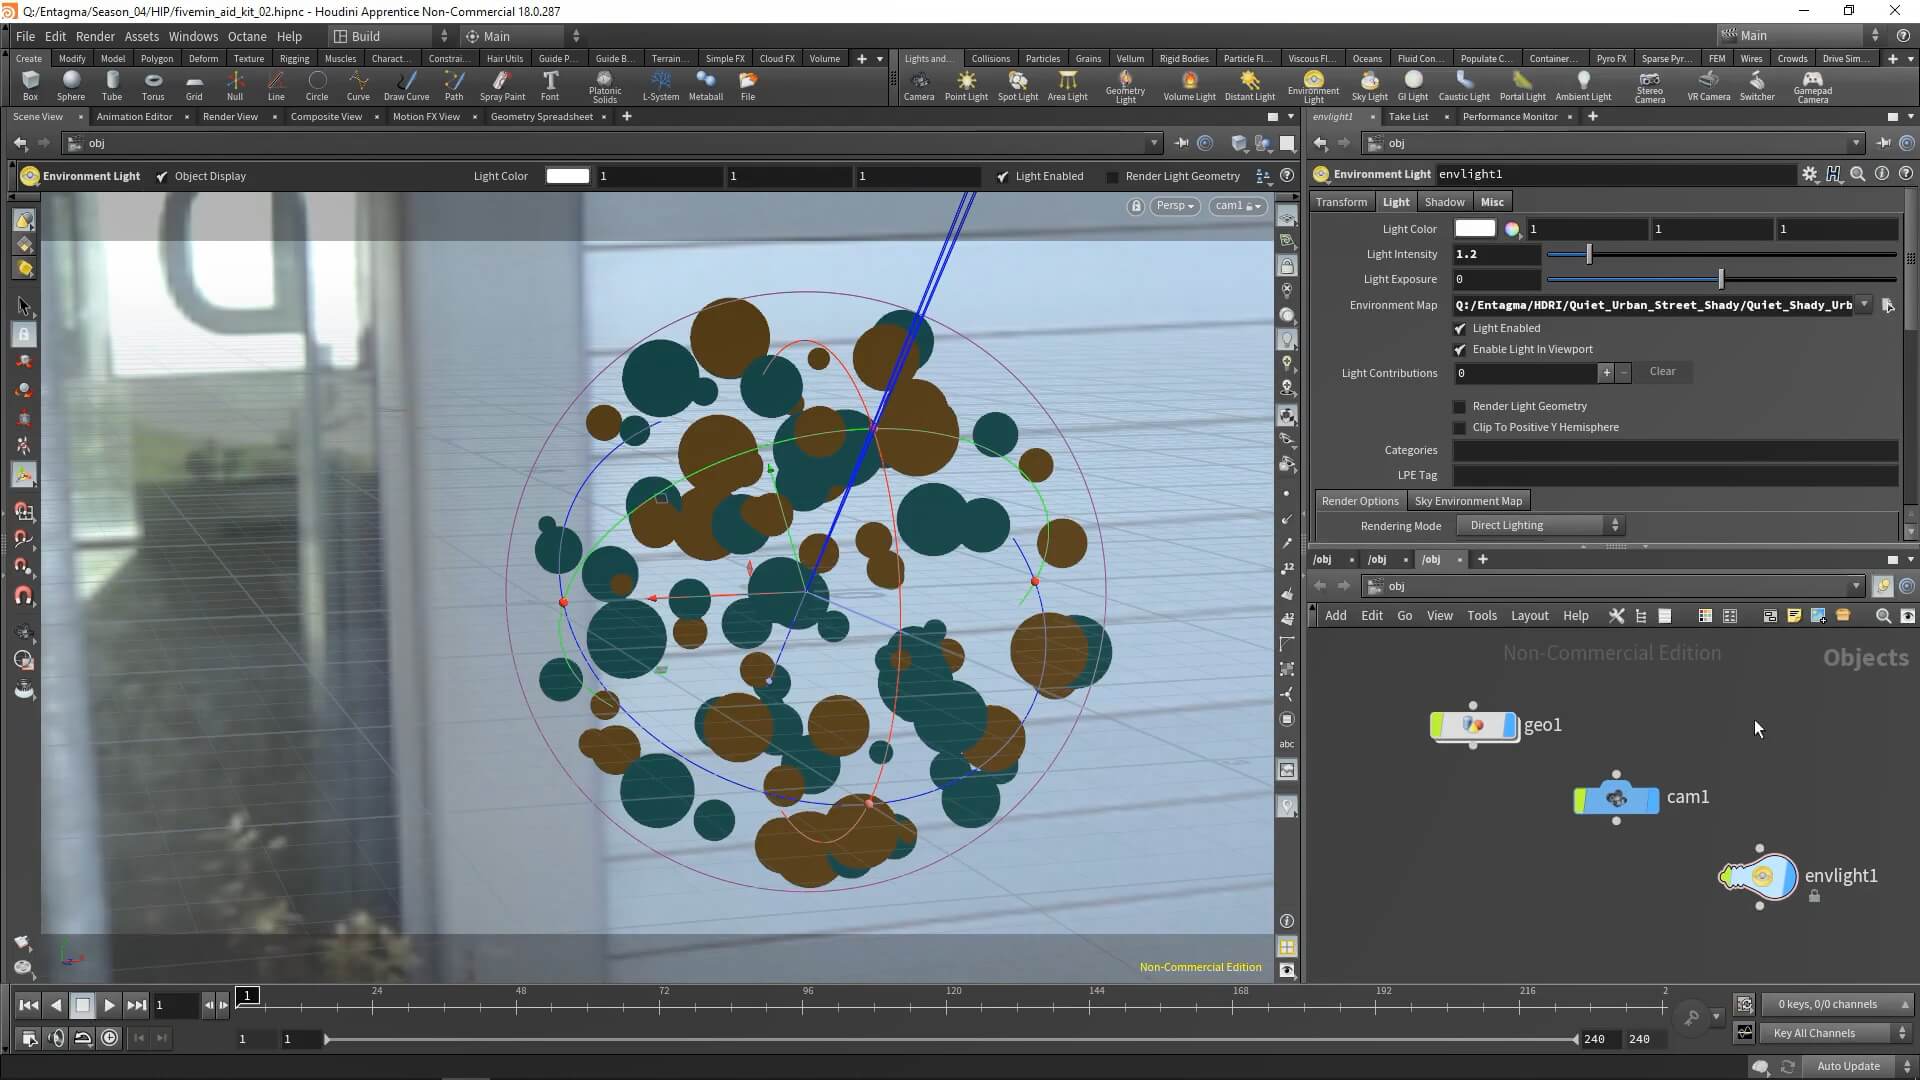 Q:/Entagma/Season_04/HIP/fivemin_aid_kit_02.hipnc - Houdini Apprentice Non-Commercial 18.0.287
File Edit Render Assets Windows Octane Help Build Main Main
Create Modify Model Polygon Deform Texture Rigging Muscles Charact... Constrai... Hair Utils Guide P... Guide B... Terrain... Simple FX Cloud FX Volume
Lights and... Collisions Particles Grains Vellum Rigid Bodies Particle Fl... Viscous Fl... Oceans Fluid Con... Populate C... Container... Pyro FX Sparse Pyr... FEM Wires Crowds Drive Sim...
Box Sphere Tube Torus Grid Null Line Circle Curve Draw Curve Path Spray Paint Font Platonic Solids L-System Metaball File
Camera Point Light Spot Light Area Light Geometry Light Volume Light Distant Light Environment Light Sky Light GI Light Caustic Light Portal Light Ambient Light Stereo Camera VR Camera Switcher Gamepad Camera
Scene View Animation Editor Render View Composite View Motion FX View Geometry Spreadsheet
obj
Environment Light Object Display Light Color 1 1 1 Light Enabled Render Light Geometry
Persp cam1
D
Non-Commercial Edition
abc
envlight1 Take List Performance Monitor
obj
Environment Light envlight1
Transform Light Shadow Misc
Light Color 1 1 1
Light Intensity 1.2
Light Exposure 0
Environment Map Q:/Entagma/HDRI/Quiet_Urban_Street_Shady/Quiet_Shady_Urb
Light Enabled
Enable Light In Viewport
Light Contributions 0 + - Clear
Render Light Geometry
Clip To Positive Y Hemisphere
Categories
LPE Tag
Render Options Sky Environment Map
Rendering Mode Direct Lighting
/obj /obj /obj
obj
Add Edit Go View Tools Layout Help
Non-Commercial Edition Objects
geo1
cam1
envlight1
1 1 24 48 72 96 120 144 168 192 216 2
0 keys, 0/0 channels
1 1 240 240 Key All Channels
Auto Update